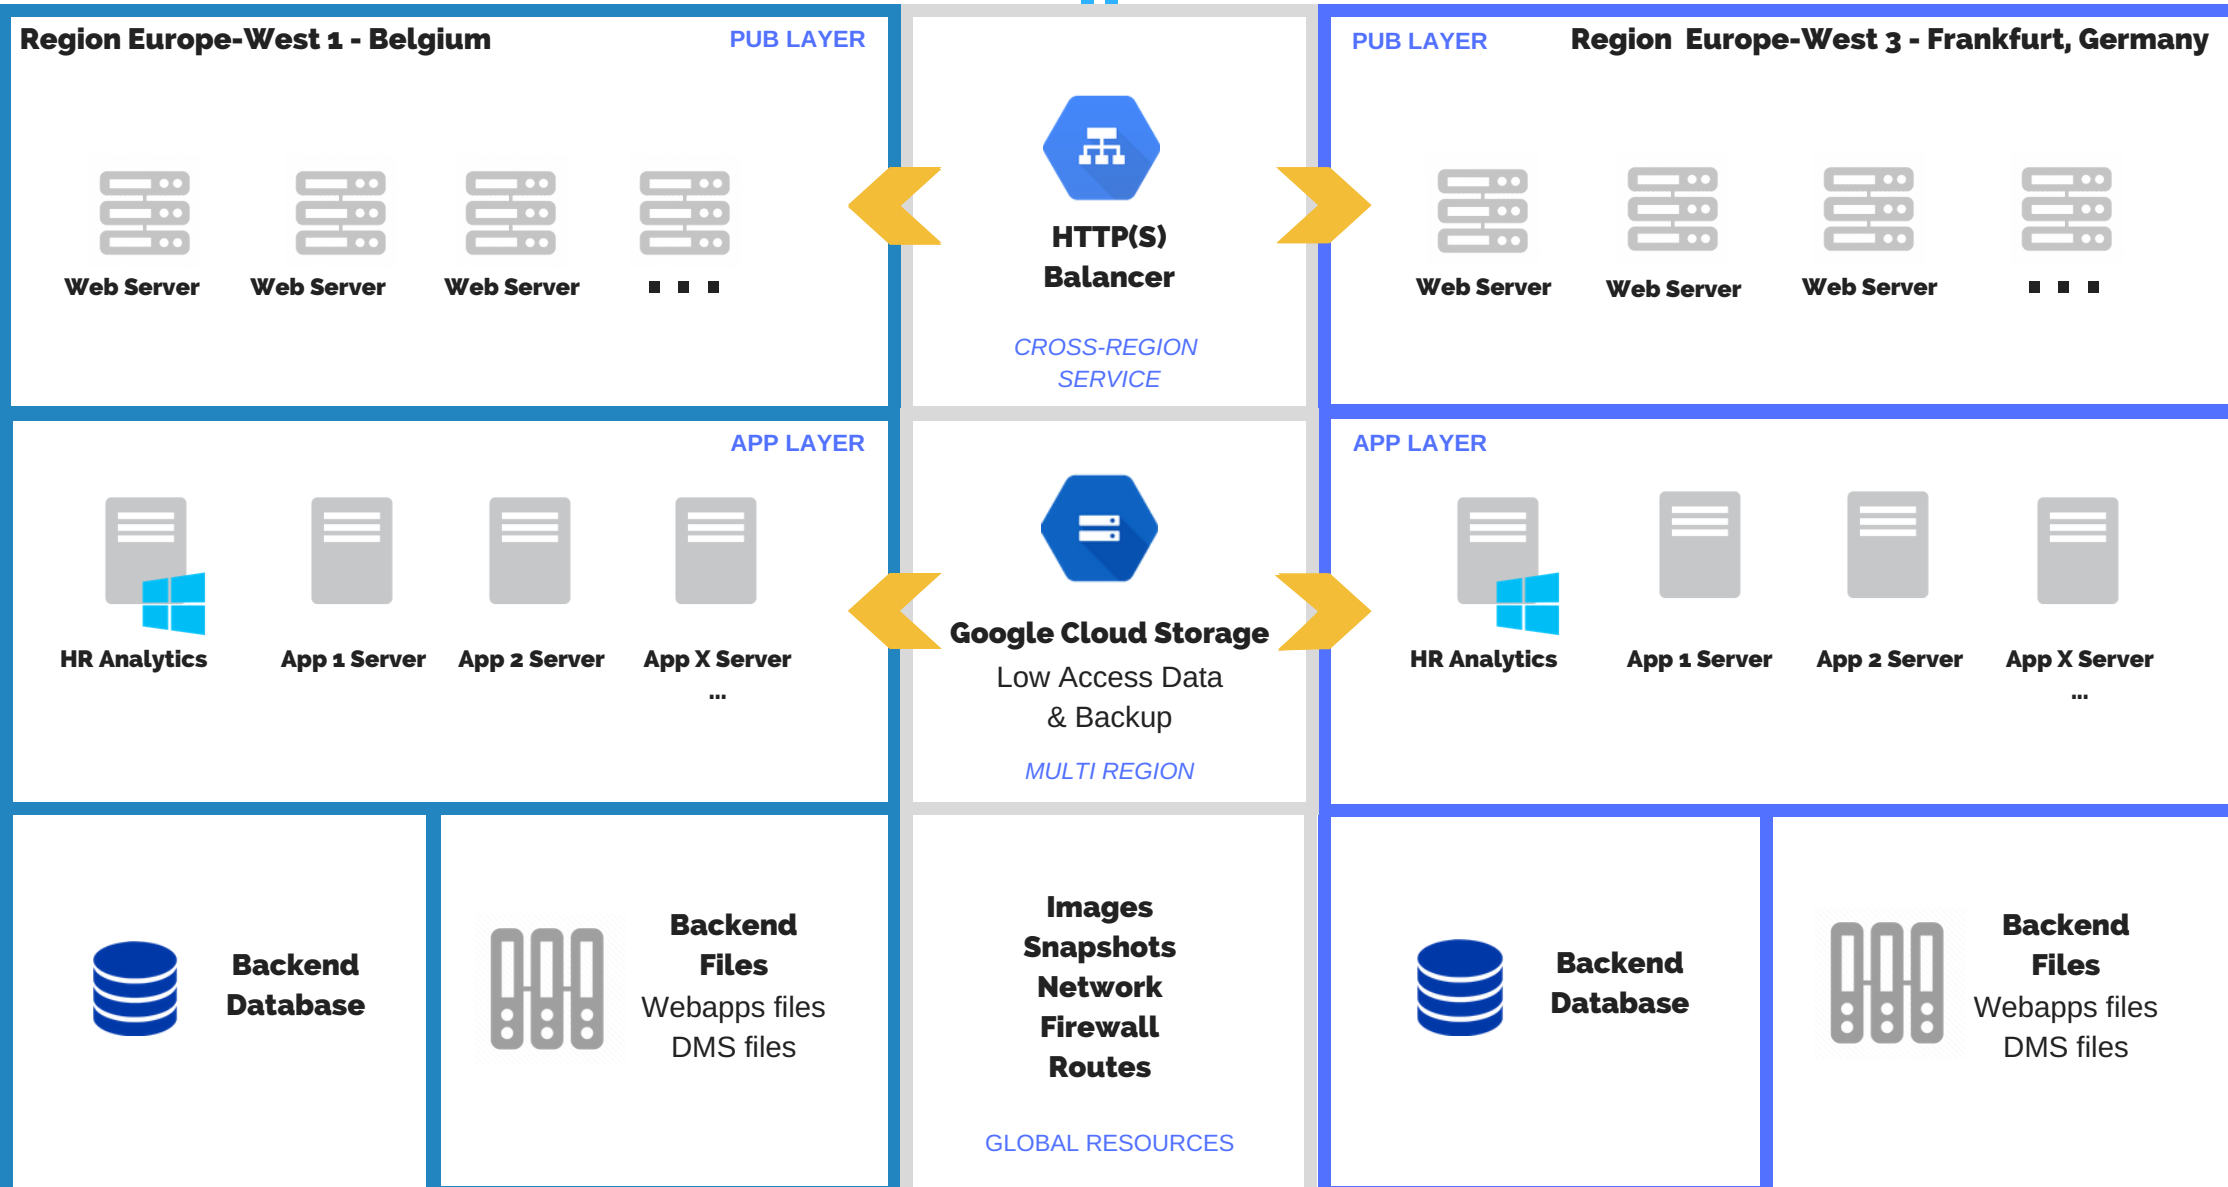 Region Europe-West 1 - Belgium
PUB LAYER
Web Server
Web Server
Web Server
...
HTTP(S)
Balancer
CROSS-REGION
SERVICE
PUB LAYER
Region Europe-West 3 - Frankfurt, Germany
Web Server
Web Server
Web Server
...
APP LAYER
HR Analytics
App 1 Server
App 2 Server
App X Server
...
Google Cloud Storage
Low Access Data
& Backup
MULTI REGION
APP LAYER
HR Analytics
App 1 Server
App 2 Server
App X Server
...
Backend
Database
Backend
Files
Webapps files
DMS files
Images
Snapshots
Network
Firewall
Routes
GLOBAL RESOURCES
Backend
Database
Backend
Files
Webapps files
DMS files